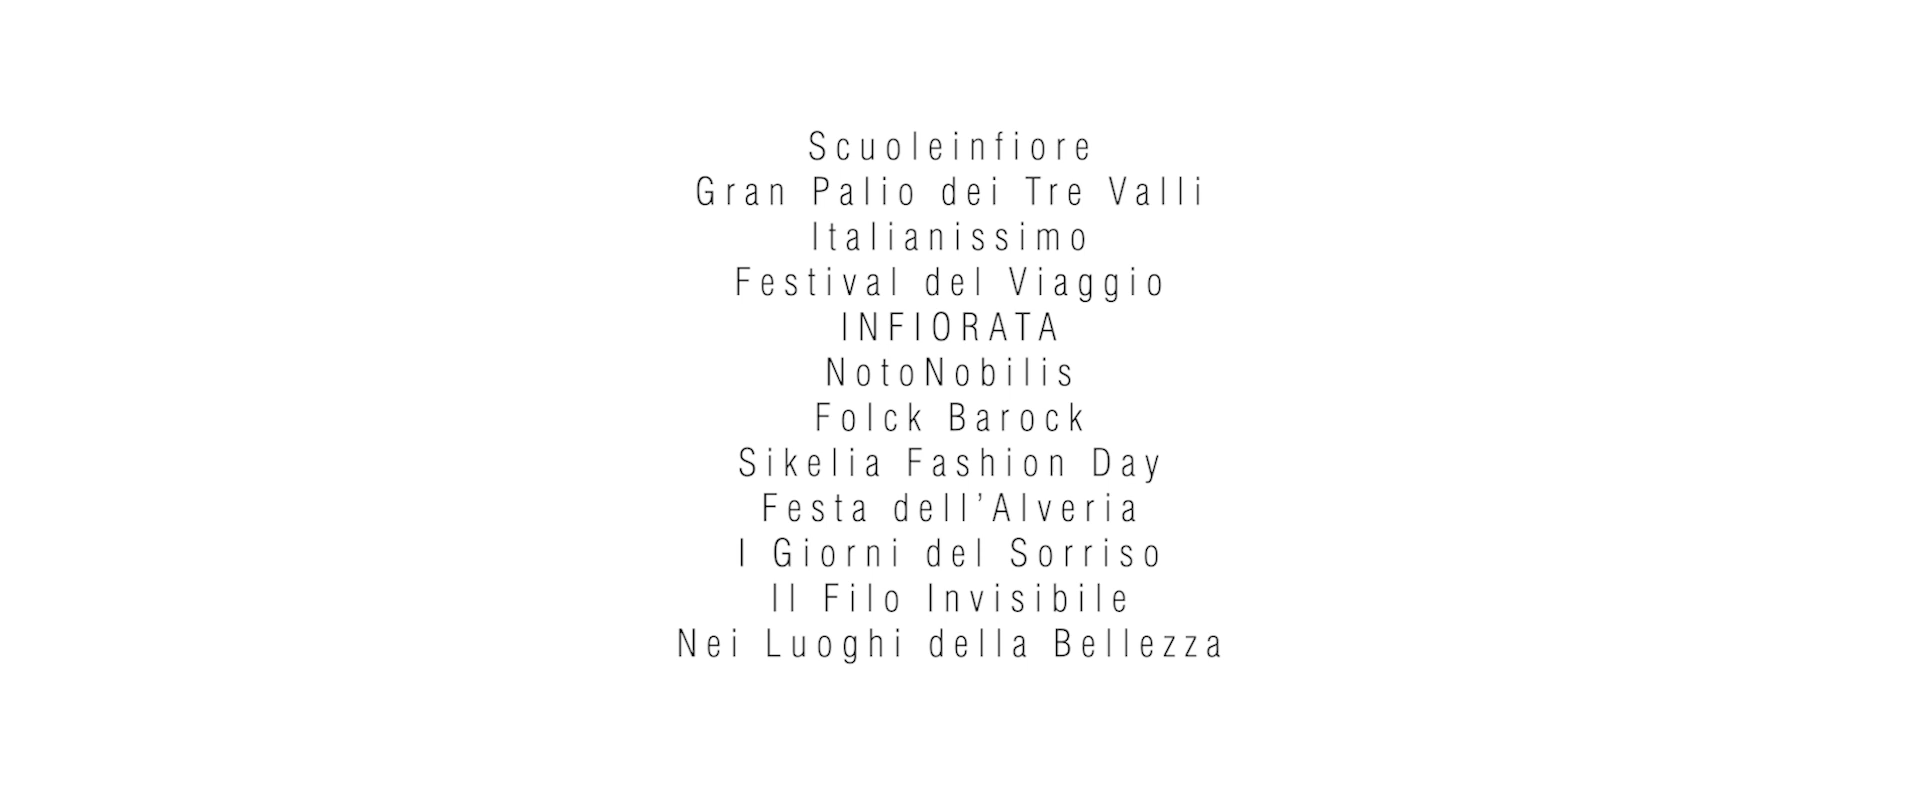 Scuoleinfiore
Gran Palio dei Tre Valli
Italianissimo
Festival del Viaggio
INFIORATA
NotoNobilis
Folck Barock
Sikelia Fashion Day
Festa dell’Alveria
I Giorni del Sorriso
Il Filo Invisibile
Nei Luoghi della Bellezza